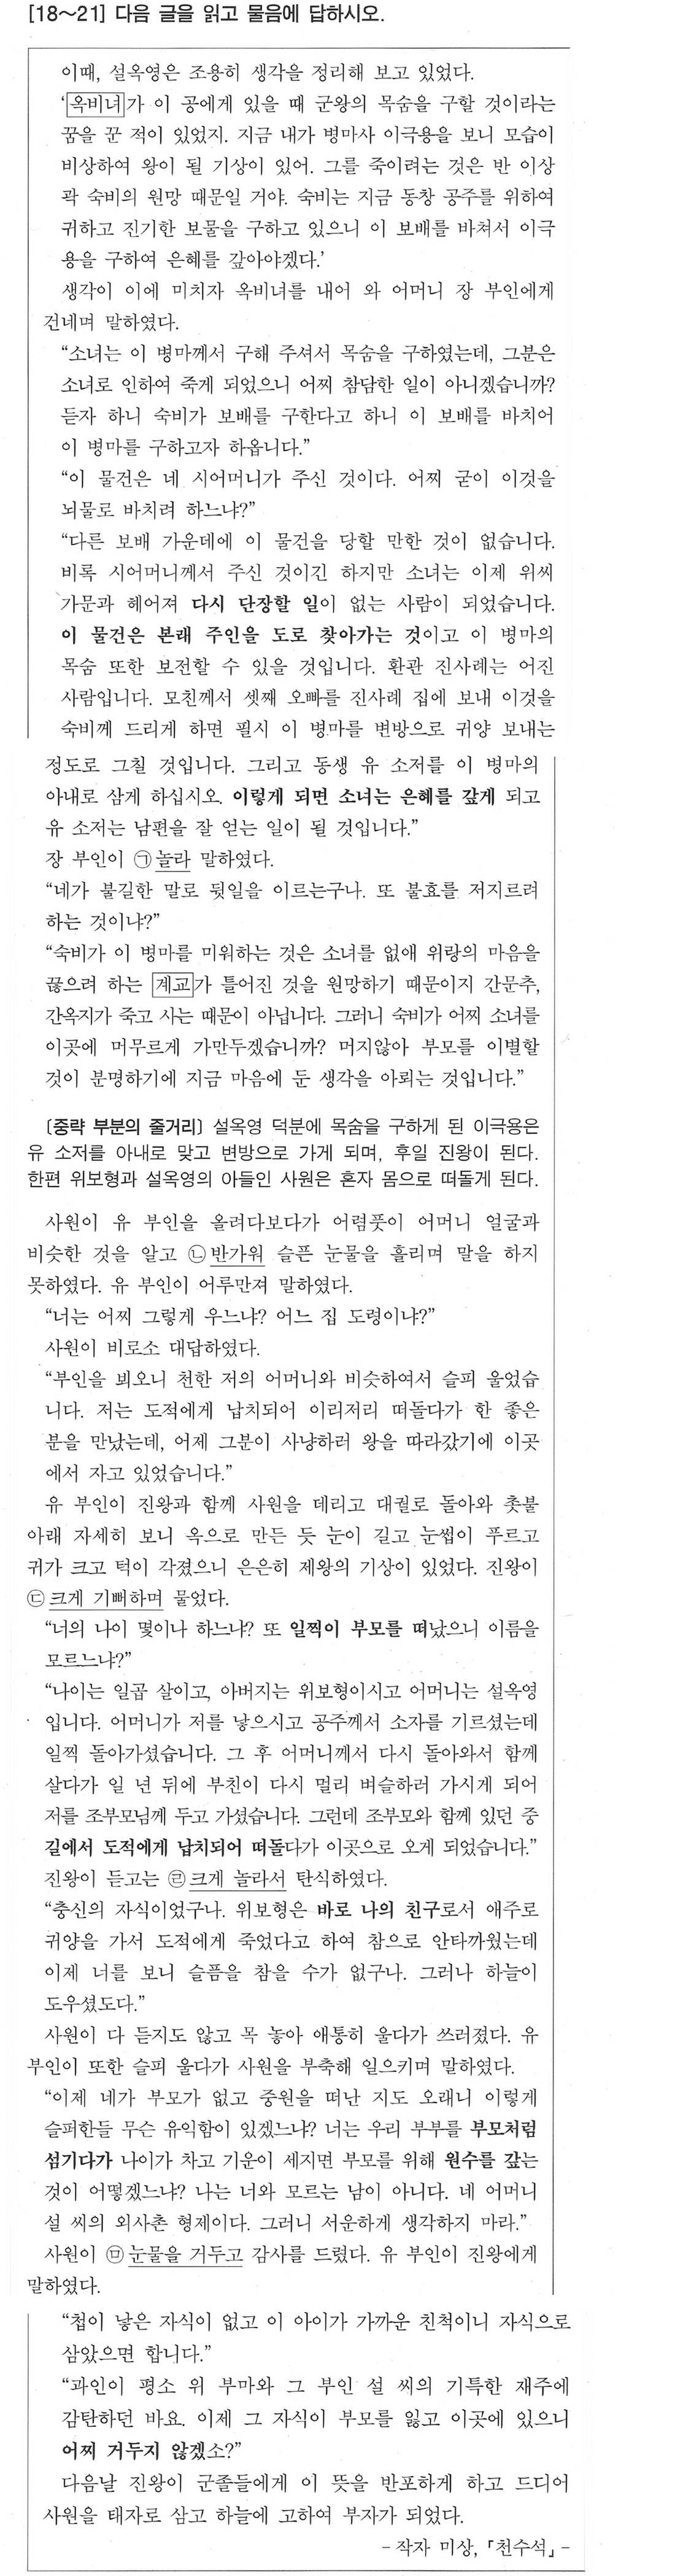 [18~21] 다음 글을 읽고 물음에 답하시오.
이때, 설옥영은 조용히 생각을 정리해 보고 있었다.
‘옥비녀가 이 공에게 있을 때 군왕의 목숨을 구할 것이라는
꿈을 꾼 적이 있었지. 지금 내가 병마사 이극용을 보니 모습이
비상하여 왕이 될 기상이 있어. 그를 죽이려는 것은 반 이상
곽 숙비의 원망 때문일 거야. 숙비는 지금 동창 공주를 위하여
귀하고 진기한 보물을 구하고 있으니 이 보배를 바쳐서 이극
용을 구하여 은혜를 갚아야겠다.’
생각이 이에 미치자 옥비녀를 내어 와 어머니 장 부인에게
건네며 말하였다.
“소녀는 이 병마께서 구해 주셔서 목숨을 구하였는데, 그분은
소녀로 인하여 죽게 되었으니 어찌 참담한 일이 아니겠습니까?
듣자 하니 숙비가 보배를 구한다고 하니 이 보배를 바치어
이 병마를 구하고자 하옵니다.”
“이 물건은 네 시어머니가 주신 것이다. 어찌 굳이 이것을
뇌물로 바치려 하느냐?”
“다른 보배 가운데에 이 물건을 당할 만한 것이 없습니다.
비록 시어머니께서 주신 것이긴 하지만 소녀는 이제 위씨
가문과 헤어져 다시 단장할 일이 없는 사람이 되었습니다.
이 물건은 본래 주인을 도로 찾아가는 것이고 이 병마의
목숨 또한 보전할 수 있을 것입니다. 환관 진사례는 어진
사람입니다. 모친께서 셋째 오빠를 진사례 집에 보내 이것을
숙비께 드리게 하면 필시 이 병마를 변방으로 귀양 보내는
정도로 그칠 것입니다. 그리고 동생 유 소저를 이 병마의
아내로 삼게 하십시오. 이렇게 되면 소녀는 은혜를 갚게 되고
유 소저는 남편을 잘 얻는 일이 될 것입니다.”
장 부인이 ㉠놀라 말하였다.
“네가 불길한 말로 뒷일을 이르는구나. 또 불효를 저지르려
하는 것이냐?”
“숙비가 이 병마를 미워하는 것은 소녀를 없애 위랑의 마음을
끊으려 하는 계교가 틀어진 것을 원망하기 때문이지 간문추,
간옥지가 죽고 사는 때문이 아닙니다. 그러니 숙비가 어찌 소녀를
이곳에 머무르게 가만두겠습니까? 머지않아 부모를 이별할
것이 분명하기에 지금 마음에 둔 생각을 아뢰는 것입니다.”
[중략 부분의 줄거리] 설옥영 덕분에 목숨을 구하게 된 이극용은
유 소저를 아내로 맞고 변방으로 가게 되며, 후일 진왕이 된다.
한편 위보형과 설옥영의 아들인 사원은 혼자 몸으로 떠돌게 된다.
사원이 유 부인을 올려다보다가 어렴풋이 어머니 얼굴과
비슷한 것을 알고 ㉡반가워 슬픈 눈물을 흘리며 말을 하지
못하였다. 유 부인이 어루만져 말하였다.
“너는 어찌 그렇게 우느냐? 어느 집 도령이냐?”
사원이 비로소 대답하였다.
“부인을 뵈오니 천한 저의 어머니와 비슷하여서 슬피 울었습
니다. 저는 도적에게 납치되어 이리저리 떠돌다가 한 좋은
분을 만났는데, 어제 그분이 사냥하러 왕을 따라갔기에 이곳
에서 자고 있었습니다.”
유 부인이 진왕과 함께 사원을 데리고 대궐로 돌아와 촛불
아래 자세히 보니 옥으로 만든 듯 눈이 길고 눈썹이 푸르고
귀가 크고 턱이 각졌으니 은은히 제왕의 기상이 있었다. 진왕이
㉢크게 기뻐하며 물었다.
“너의 나이 몇이나 하느냐? 또 일찍이 부모를 떠났으니 이름을
모르느냐?”
“나이는 일곱 살이고, 아버지는 위보형이시고 어머니는 설옥영
입니다. 어머니가 저를 낳으시고 공주께서 소자를 기르셨는데
일찍 돌아가셨습니다. 그 후 어머니께서 다시 돌아와서 함께
살다가 일 년 뒤에 부친이 다시 멀리 벼슬하러 가시게 되어
저를 조부모님께 두고 가셨습니다. 그런데 조부모와 함께 있던 중
길에서 도적에게 납치되어 떠돌다가 이곳으로 오게 되었습니다.”
진왕이 듣고는 ㉣크게 놀라서 탄식하였다.
“충신의 자식이었구나. 위보형은 바로 나의 친구로서 애주로
귀양을 가서 도적에게 죽었다고 하여 참으로 안타까웠는데
이제 너를 보니 슬픔을 참을 수가 없구나. 그러나 하늘이
도우셨도다.”
사원이 다 듣지도 않고 목 놓아 애통히 울다가 쓰러졌다. 유
부인이 또한 슬피 울다가 사원을 부축해 일으키며 말하였다.
“이제 네가 부모가 없고 중원을 떠난 지도 오래니 이렇게
슬퍼한들 무슨 유익함이 있겠느냐? 너는 우리 부부를 부모처럼
섬기다가 나이가 차고 기운이 세지면 부모를 위해 원수를 갚는
것이 어떻겠느냐? 나는 너와 모르는 남이 아니다. 네 어머니
설 씨의 외사촌 형제이다. 그러니 서운하게 생각하지 마라.”
사원이 ㉤눈물을 거두고 감사를 드렸다. 유 부인이 진왕에게
말하였다.
“첩이 낳은 자식이 없고 이 아이가 가까운 친척이니 자식으로
삼았으면 합니다.”
“과인이 평소 위 부마와 그 부인 설 씨의 기특한 재주에
감탄하던 바요. 이제 그 자식이 부모를 잃고 이곳에 있으니
어찌 거두지 않겠소?”
다음날 진왕이 군졸들에게 이 뜻을 반포하게 하고 드디어
사원을 태자로 삼고 하늘에 고하여 부자가 되었다.
- 작자 미상, 「천수석」 -